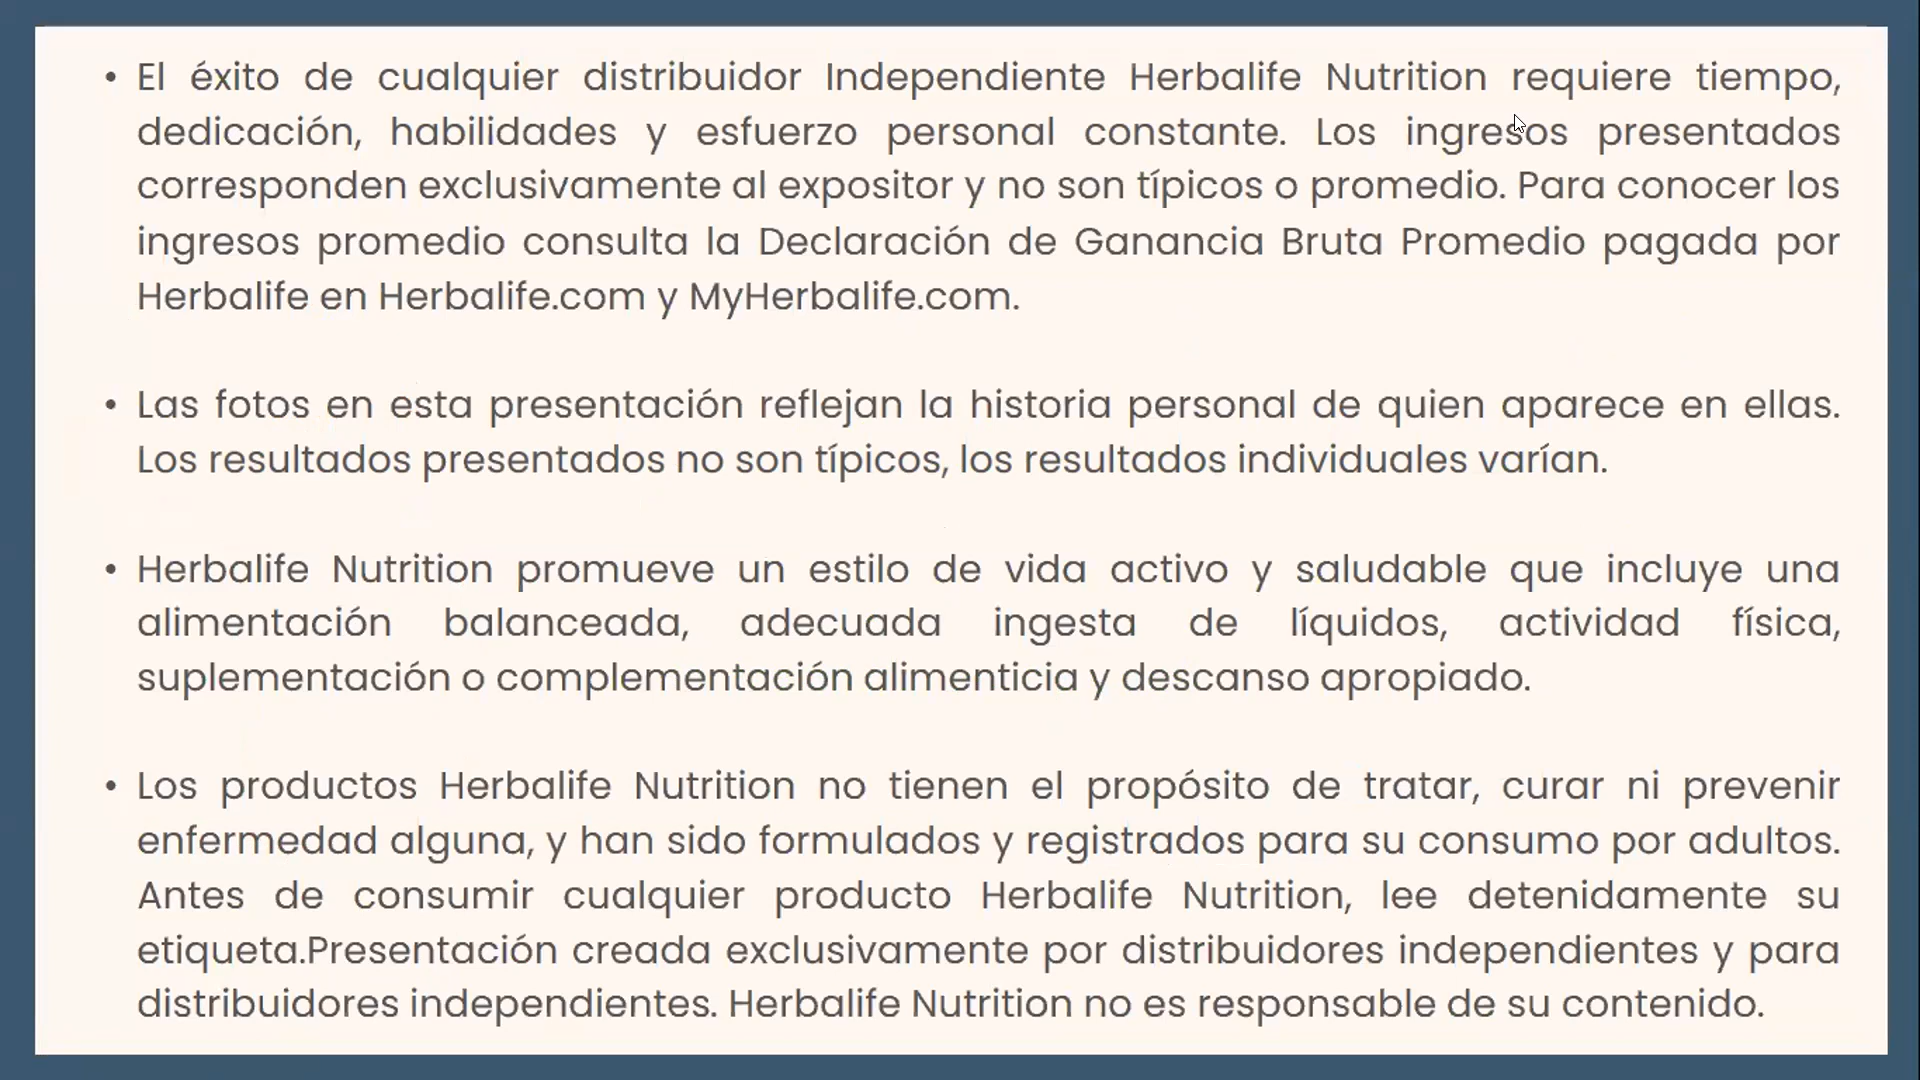 • El éxito de cualquier distribuidor Independiente Herbalife Nutrition requiere tiempo,
dedicación, habilidades y esfuerzo personal constante. Los ingresos presentados
corresponden exclusivamente al expositor y no son típicos o promedio. Para conocer los
ingresos promedio consulta la Declaración de Ganancia Bruta Promedio pagada por
Herbalife en Herbalife.com y MyHerbalife.com.
• Las fotos en esta presentación reflejan la historia personal de quien aparece en ellas.
Los resultados presentados no son típicos, los resultados individuales varían.
• Herbalife Nutrition promueve un estilo de vida activo y saludable que incluye una
alimentación balanceada, adecuada ingesta de líquidos, actividad física,
suplementación o complementación alimenticia y descanso apropiado.
• Los productos Herbalife Nutrition no tienen el propósito de tratar, curar ni prevenir
enfermedad alguna, y han sido formulados y registrados para su consumo por adultos.
Antes de consumir cualquier producto Herbalife Nutrition, lee detenidamente su
etiqueta.Presentación creada exclusivamente por distribuidores independientes y para
distribuidores independientes. Herbalife Nutrition no es responsable de su contenido.